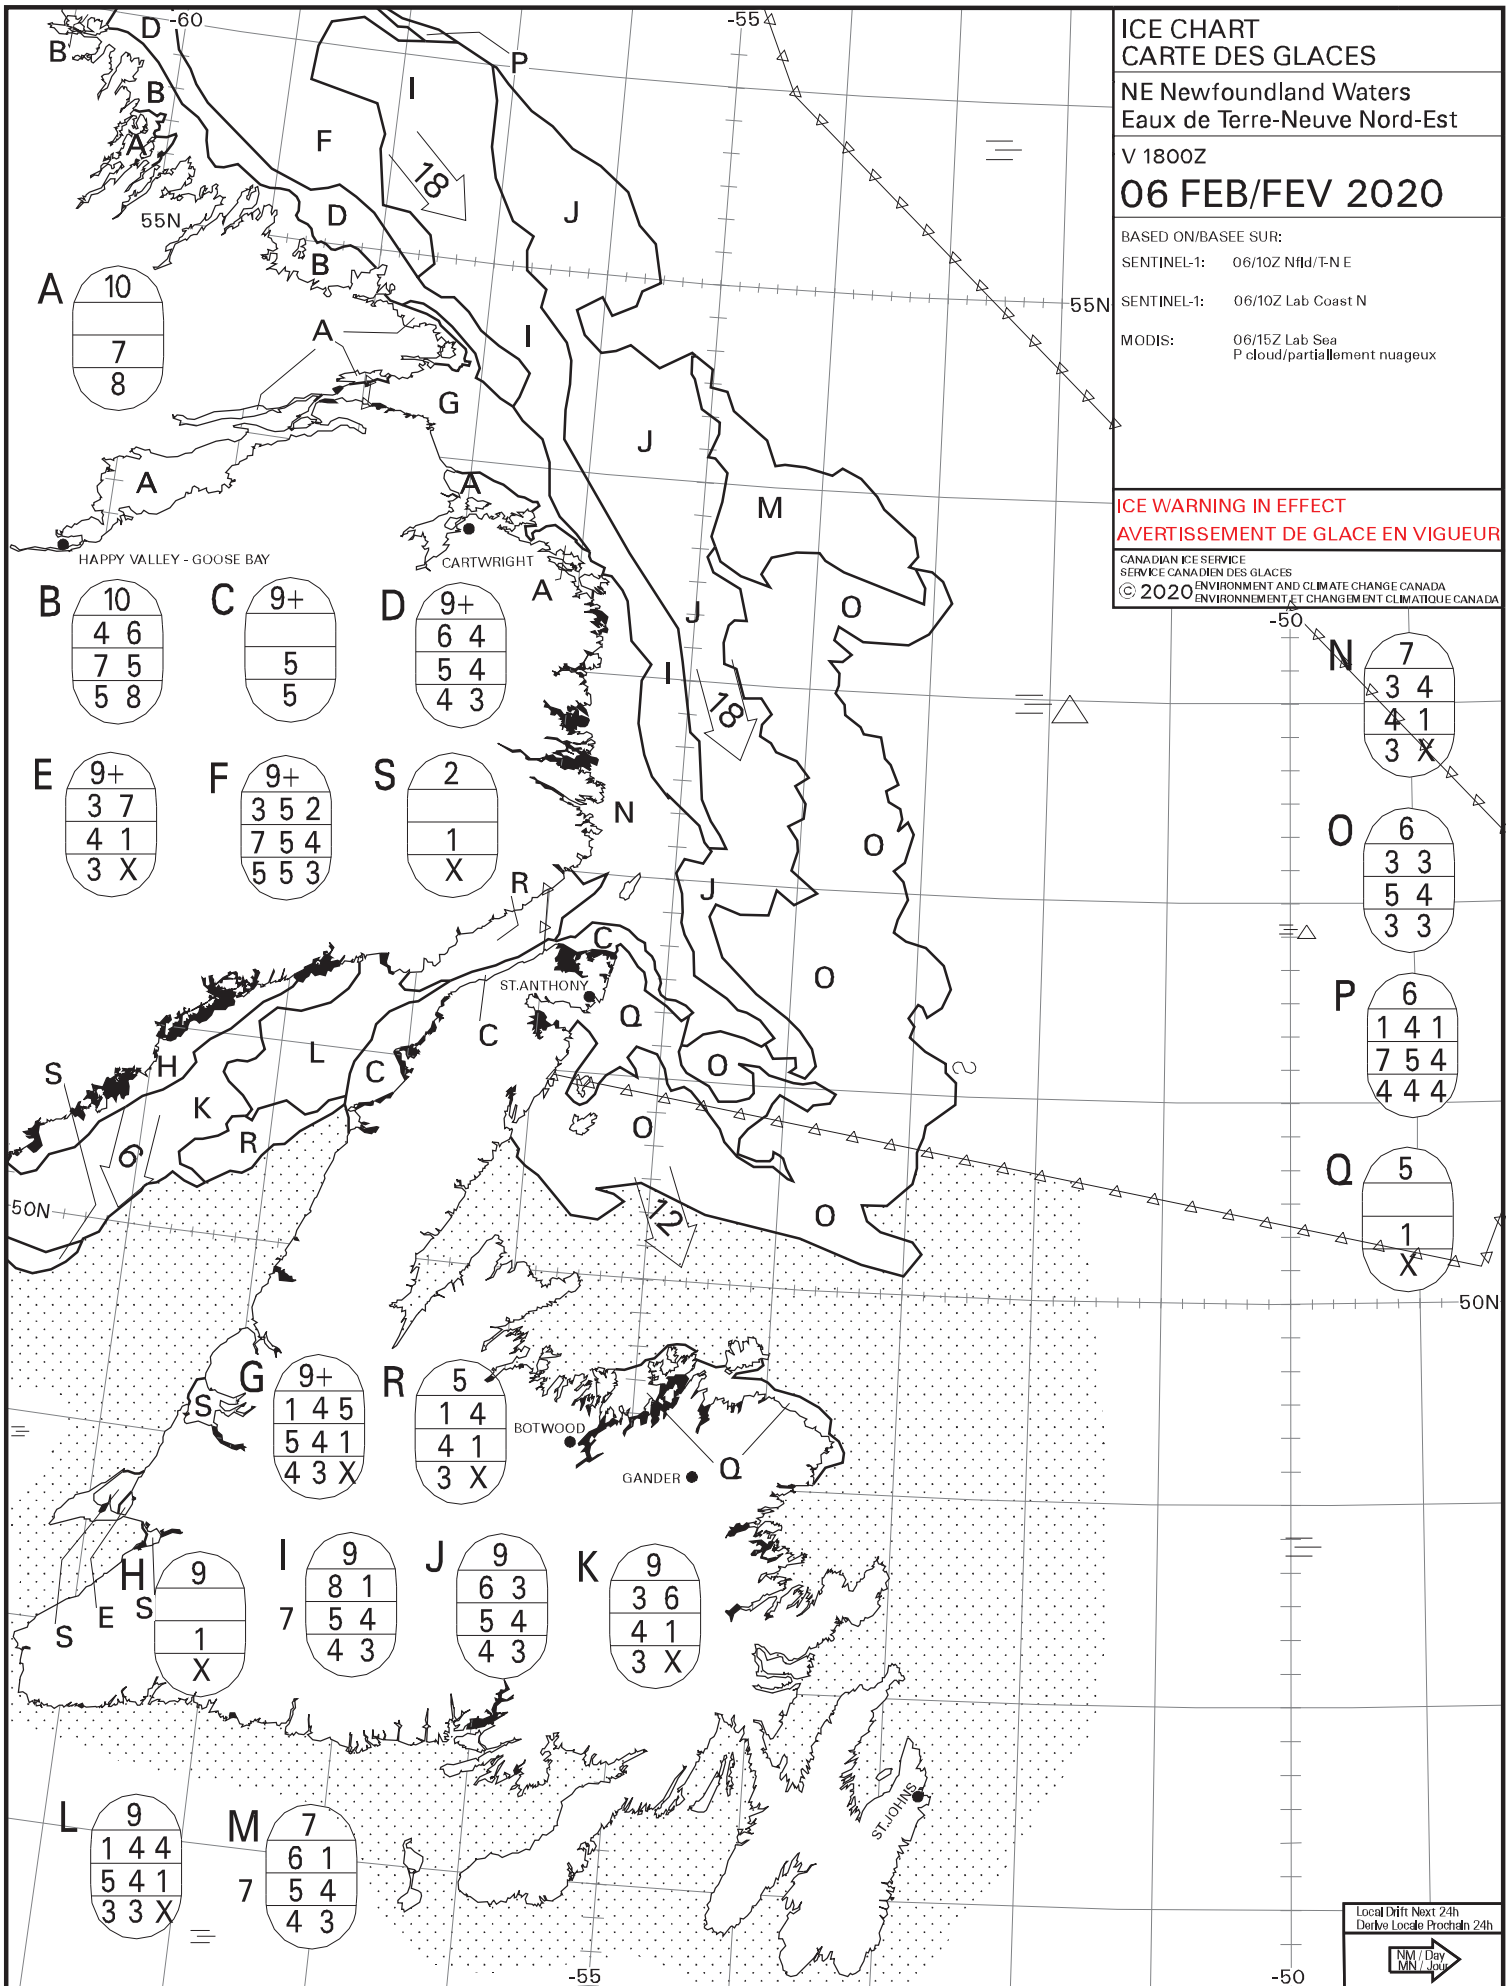 ICE CHART
CARTE DES GLACES
NE Newfoundland Waters
Eaux de Terre-Neuve Nord-Est
V 1800Z
06 FEB/FEV 2020
BASED ON/BASEE SUR:
SENTINEL-1: 06/10Z Nfld/T-N E
SENTINEL-1: 06/10Z Lab Coast N
MODIS: 06/15Z Lab Sea
P cloud/partiallement nuageux
ICE WARNING IN EFFECT
AVERTISSEMENT DE GLACE EN VIGUEUR
CANADIAN ICE SERVICE
SERVICE CANADIEN DES GLACES
© 2020 ENVIRONMENT AND CLIMATE CHANGE CANADA
ENVIRONNEMENT ET CHANGEMENT CLIMATIQUE CANADA
-60
-55
D
B
P
I
B
F
A
18
J
D
55N
B
55N
A
I
G
J
A
A
M
HAPPY VALLEY - GOOSE BAY
CARTWRIGHT
A
O
J
-50
I
18
N
O
R
J
C
ST.ANTHONY
Q
O
C
L
H
S
C
O
K
R
O
6
50N
12
O
50N
S
BOTWOOD
GANDER
Q
S
E
S
ST.JOHNS
-55
-50
A
10
7
8
B
10
4 6
7 5
5 8
C
9+
5
5
D
9+
6 4
5 4
4 3
E
9+
3 7
4 1
3 X
F
9+
3 5 2
7 5 4
5 5 3
S
2
1
X
N
7
3 4
4 1
3 X
O
6
3 3
5 4
3 3
P
6
1 4 1
7 5 4
4 4 4
Q
5
1
X
G
9+
1 4 5
5 4 1
4 3 X
R
5
1 4
4 1
3 X
H
9
1
X
I
9
8 1
7 5 4
4 3
J
9
6 3
5 4
4 3
K
9
3 6
4 1
3 X
L
9
1 4 4
5 4 1
3 3 X
M
7
6 1
7 5 4
4 3
Local Drift Next 24h
Derive Locale Prochain 24h
NM / Day
MN / Jour